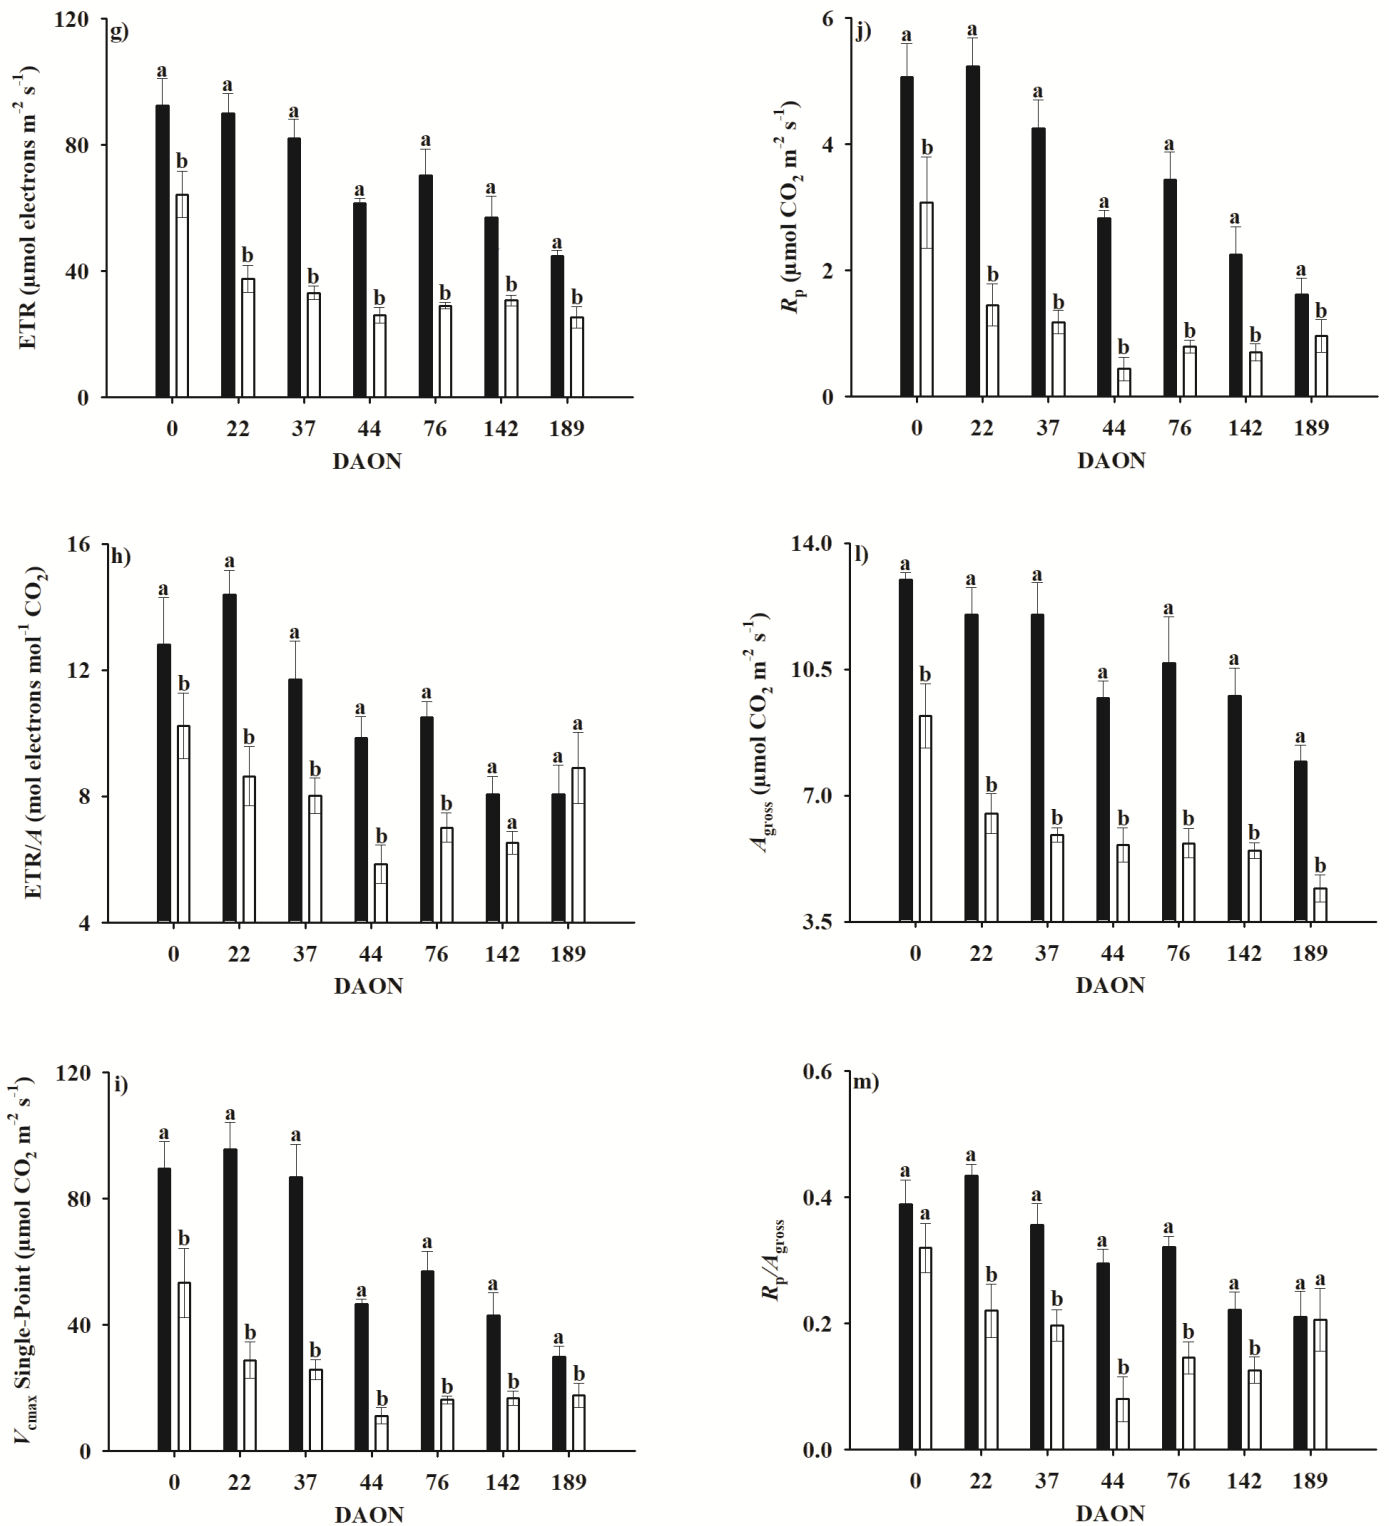 g)
ETR (µmol electrons m⁻² s⁻¹)
120
80
40
0
a b a b a b a b a b a b a b
0 22 37 44 76 142 189
DAON
j)
Rp (µmol CO₂ m⁻² s⁻¹)
6
4
2
0
a b a b a b a b a b a b a b
0 22 37 44 76 142 189
DAON
h)
ETR/A (mol electrons mol⁻¹ CO₂)
16
12
8
4
a b a b a b a b a b a a a a
0 22 37 44 76 142 189
DAON
l)
Agross (µmol CO₂ m⁻² s⁻¹)
14.0
10.5
7.0
3.5
a b a b a b a b a b a b a b
0 22 37 44 76 142 189
DAON
i)
Vcmax Single-Point (µmol CO₂ m⁻² s⁻¹)
120
80
40
0
a b a b a b a b a b a b a b
0 22 37 44 76 142 189
DAON
m)
Rp/Agross
0.6
0.4
0.2
0.0
a a a b a b a b a b a b a a
0 22 37 44 76 142 189
DAON